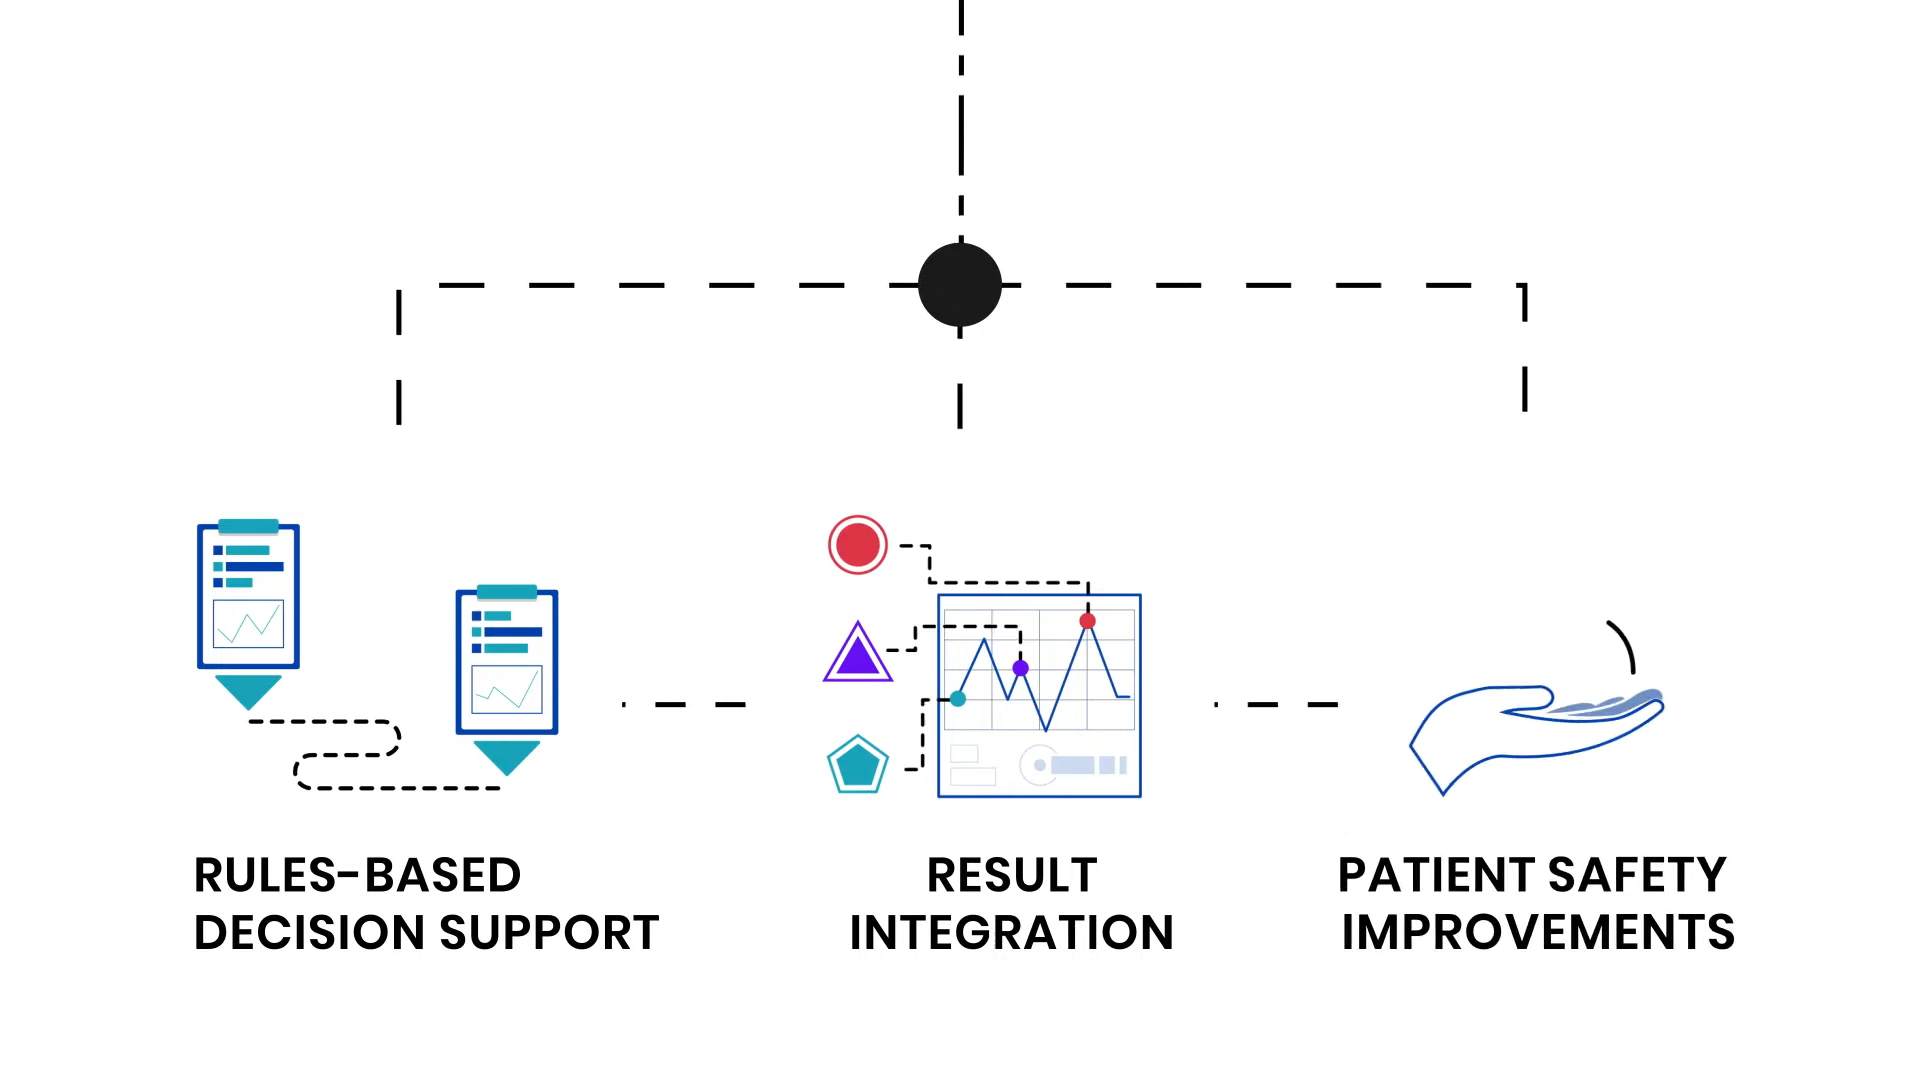 RULES-BASED
DECISION SUPPORT
RESULT
INTEGRATION
PATIENT SAFETY
IMPROVEMENTS